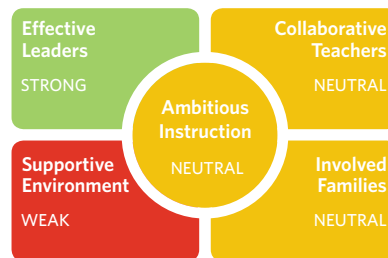 Effective
Leaders
STRONG
Collaborative
Teachers
NEUTRAL
Ambitious
Instruction
NEUTRAL
Supportive
Environment
WEAK
Involved
Families
NEUTRAL